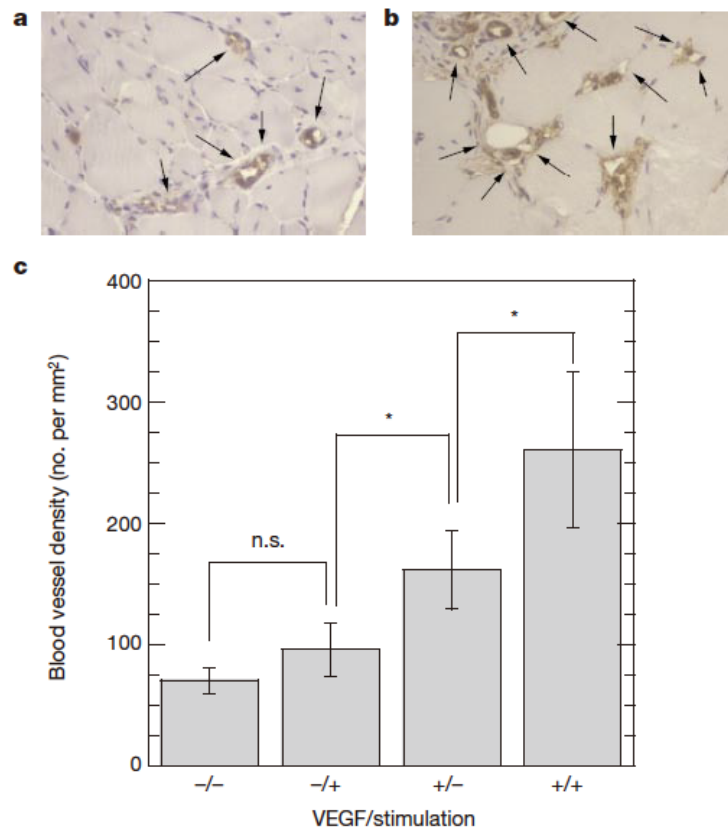 a
b
c
400
300
200
100
0
Blood vessel density (no. per mm²)
n.s.
*
*
–/–
–/+
+/–
+/+
VEGF/stimulation